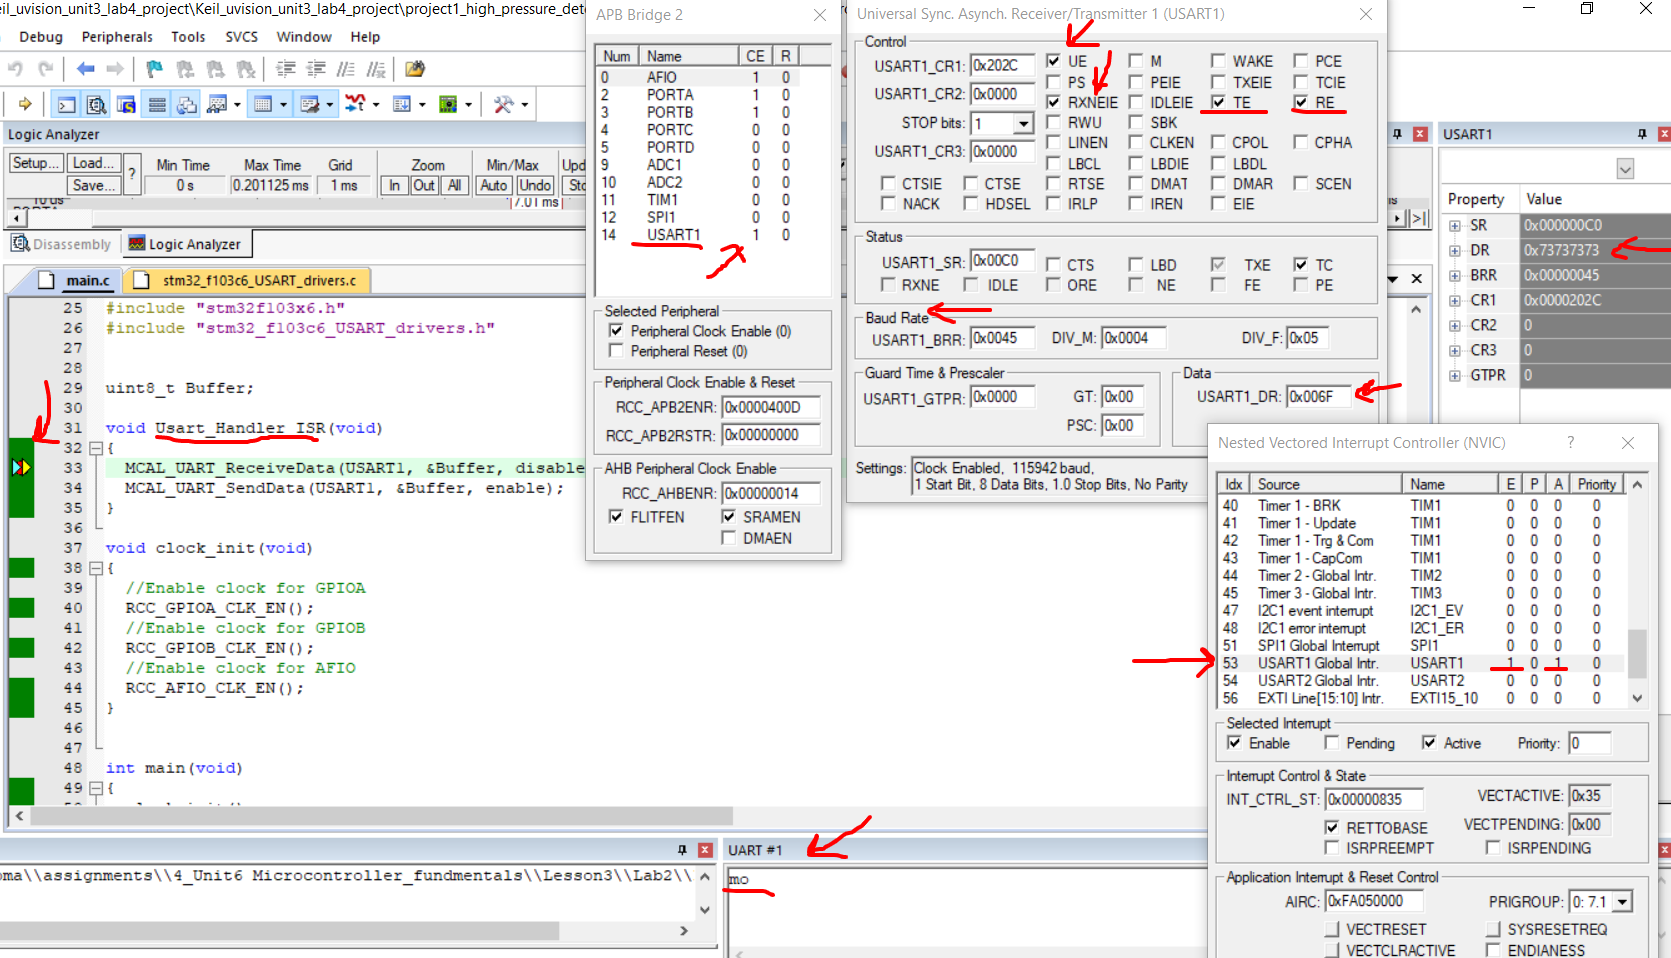 eil_uvision_unit3_lab4_project\Keil_uvision_unit3_lab4_project\project1_high_pressure_dete
Debug Peripherals Tools SVCS Window Help
Logic Analyzer
Setup... Load... Save... ?
Min Time Max Time Grid Zoom Min/Max
0 s 0.201125 ms 1 ms In Out All Auto Undo
7.01 ms
Disassembly Logic Analyzer
main.c stm32_f103c6_USART_drivers.c
25 #include "stm32f103x6.h"
26 #include "stm32_f103c6_USART_drivers.h"
27
28
29 uint8_t Buffer;
30
31 void Usart_Handler_ISR(void)
32 {
33 MCAL_UART_ReceiveData(USART1, &Buffer, disable
34 MCAL_UART_SendData(USART1, &Buffer, enable);
35 }
36
37 void clock_init(void)
38 {
39 //Enable clock for GPIOA
40 RCC_GPIOA_CLK_EN();
41 //Enable clock for GPIOB
42 RCC_GPIOB_CLK_EN();
43 //Enable clock for AFIO
44 RCC_AFIO_CLK_EN();
45 }
46
47
48 int main(void)
49 {
oma\\assignments\\4_Unit6 Microcontroller_fundmentals\\Lesson3\\Lab2\\
UART #1
mo
APB Bridge 2
Num Name CE R
0 AFIO 1 0
2 PORTA 1 0
3 PORTB 1 0
4 PORTC 0 0
5 PORTD 0 0
9 ADC1 0 0
10 ADC2 0 0
11 TIM1 0 0
12 SPI1 0 0
14 USART1 1 0
Selected Peripheral
Peripheral Clock Enable (0)
Peripheral Reset (0)
Peripheral Clock Enable & Reset
RCC_APB2ENR: 0x0000400D
RCC_APB2RSTR: 0x00000000
AHB Peripheral Clock Enable
RCC_AHBENR: 0x00000014
FLITFEN SRAMEN
DMAEN
Universal Sync. Asynch. Receiver/Transmitter 1 (USART1)
Control
USART1_CR1: 0x202C UE M WAKE PCE
PS PEIE TXEIE TCIE
USART1_CR2: 0x0000 RXNEIE IDLEIE TE RE
STOP bits: 1 RWU SBK
LINEN CLKEN CPOL CPHA
USART1_CR3: 0x0000 LBCL LBDIE LBDL
CTSIE CTSE RTSE DMAT DMAR SCEN
NACK HDSEL IRLP IREN EIE
Status
USART1_SR: 0x00C0 CTS LBD TXE TC
RXNE IDLE ORE NE FE PE
Baud Rate
USART1_BRR: 0x0045 DIV_M: 0x0004 DIV_F: 0x05
Guard Time & Prescaler
USART1_GTPR: 0x0000 GT: 0x00
PSC: 0x00
Data
USART1_DR: 0x006F
Settings: Clock Enabled, 115942 baud,
1 Start Bit, 8 Data Bits, 1.0 Stop Bits, No Parity
USART1
Property Value
SR 0x000000C0
DR 0x73737373
BRR 0x00000045
CR1 0x0000202C
CR2 0
CR3 0
GTPR 0
Nested Vectored Interrupt Controller (NVIC) ?
Idx Source Name E P A Priority
40 Timer 1 - BRK TIM1 0 0 0 0
41 Timer 1 - Update TIM1 0 0 0 0
42 Timer 1 - Trg & Com TIM1 0 0 0 0
43 Timer 1 - CapCom TIM1 0 0 0 0
44 Timer 2 - Global Intr. TIM2 0 0 0 0
45 Timer 3 - Global Intr. TIM3 0 0 0 0
47 I2C1 event interrupt I2C1_EV 0 0 0 0
48 I2C1 error interrupt I2C1_ER 0 0 0 0
51 SPI1 Global Interrupt SPI1 0 0 0 0
53 USART1 Global Intr. USART1 1 0 1 0
54 USART2 Global Intr. USART2 0 0 0 0
56 EXTI Line[15:10] Intr. EXTI15_10 0 0 0 0
Selected Interrupt
Enable Pending Active Priority: 0
Interrupt Control & State
INT_CTRL_ST: 0x00000835 VECTACTIVE: 0x35
RETTOBASE VECTPENDING: 0x00
ISRPREEMPT ISRPENDING
Application Interrupt & Reset Control
AIRC: 0xFA050000 PRIGROUP: 0: 7.1
VECTRESET SYSRESETREQ
VECTCLRACTIVE ENDIANESS